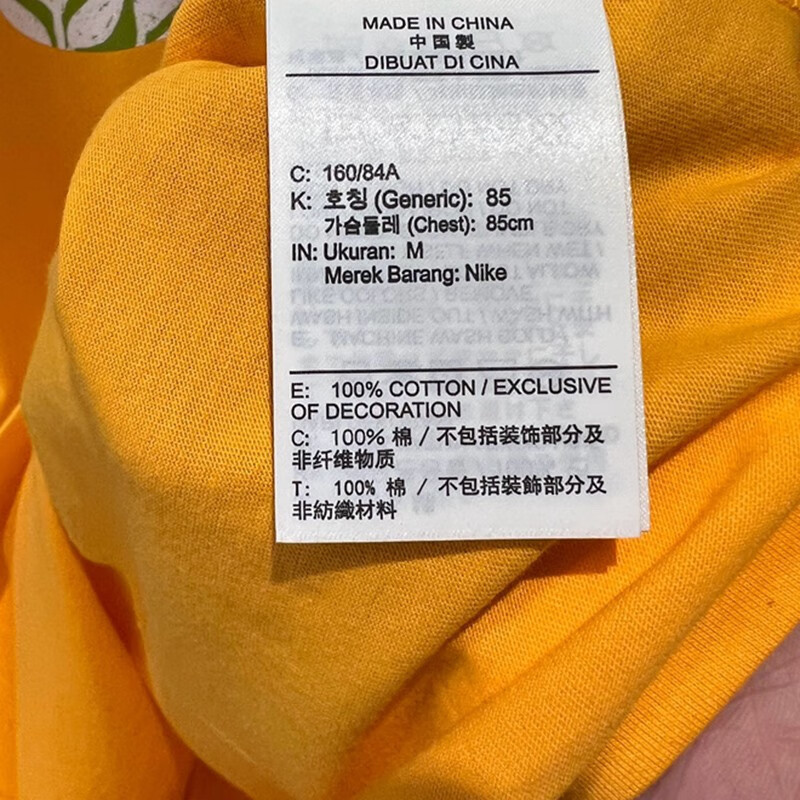 MADE IN CHINA
中国製
DIBUAT DI CINA
C: 160/84A
K: 호칭 (Generic): 85
가슴둘레 (Chest): 85cm
IN: Ukuran: M
Merek Barang: Nike
E: 100% COTTON / EXCLUSIVE
OF DECORATION
C: 100% 棉 / 不包括装饰部分及
非纤维物质
T: 100% 棉 / 不包括裝飾部分及
非紡織材料